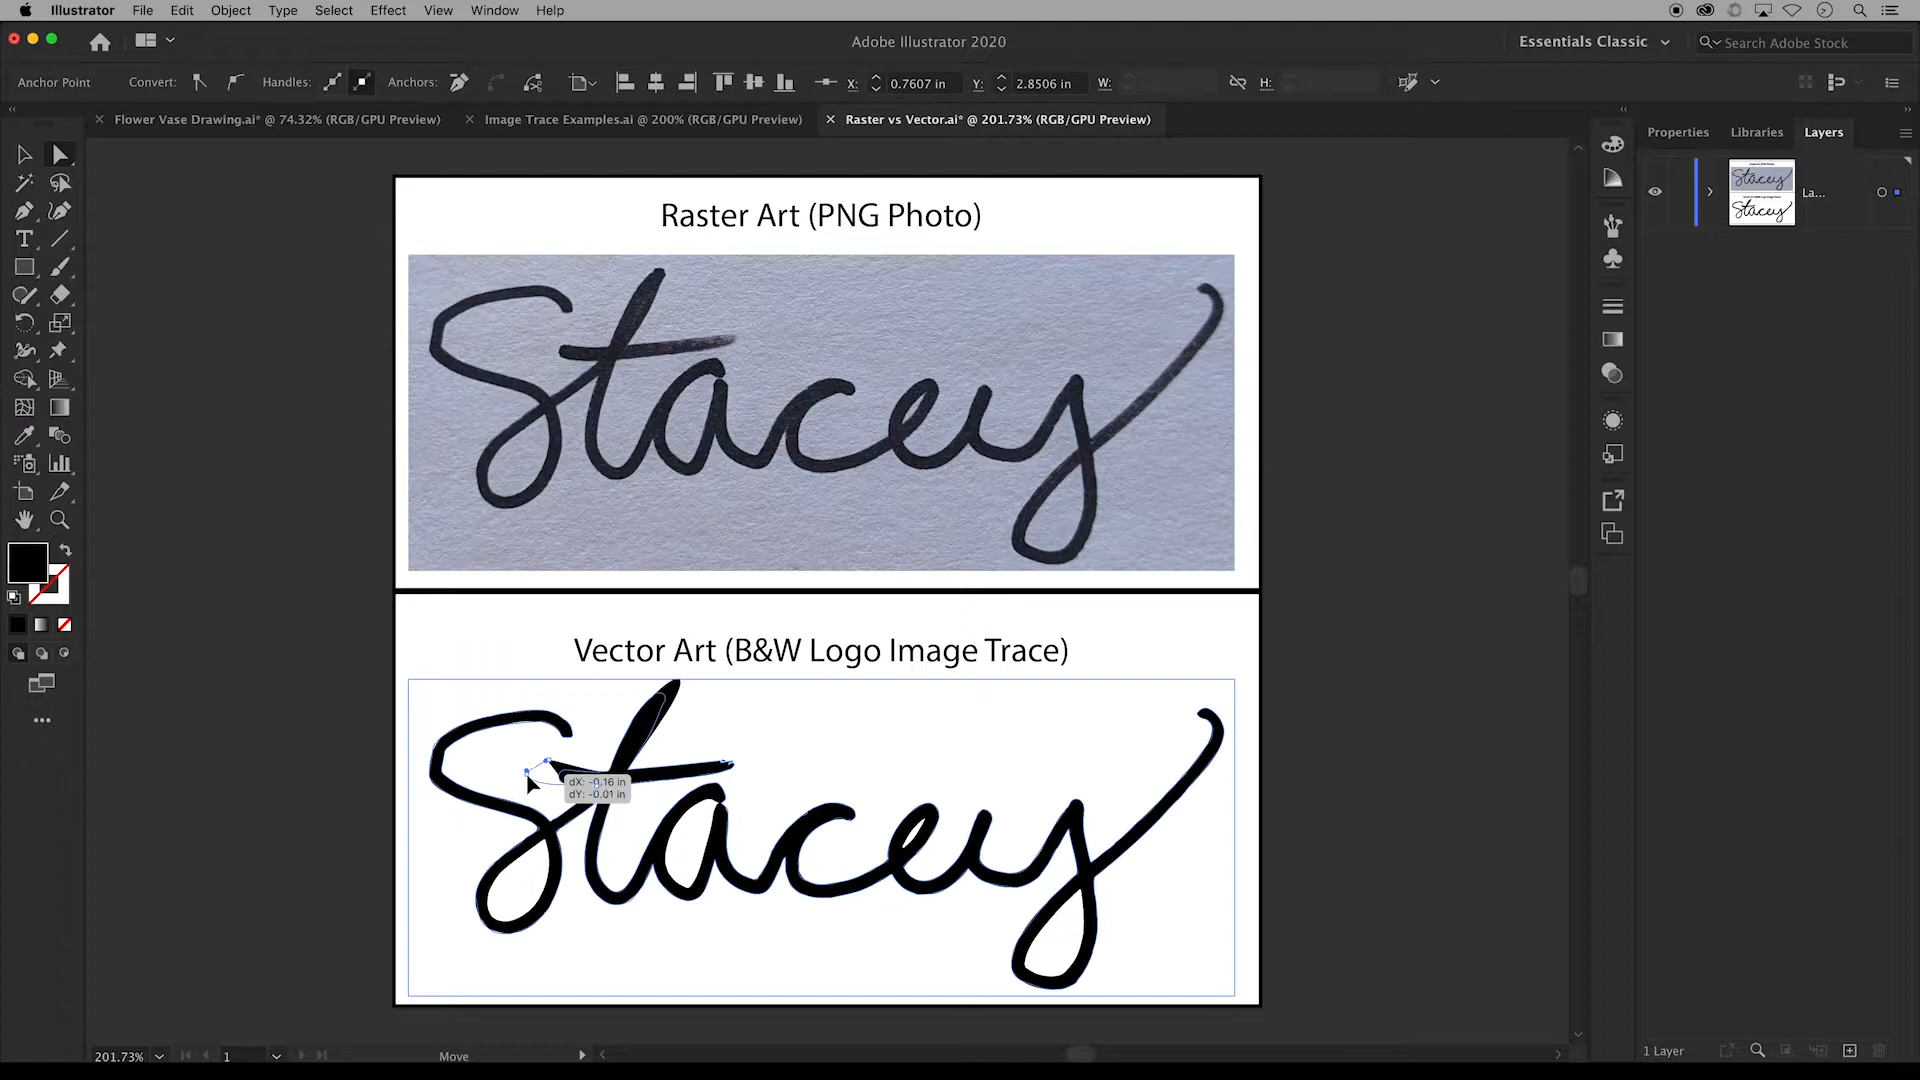 Illustrator File Edit Object Type Select Effect View Window Help
Adobe Illustrator 2020
Essentials Classic
Search Adobe Stock
Anchor Point Convert: Handles: Anchors: X: 0.7607 in Y: 2.8506 in W: H:
Flower Vase Drawing.ai* @ 74.32% (RGB/GPU Preview) Image Trace Examples.ai @ 200% (RGB/GPU Preview) Raster vs Vector.ai* @ 201.73% (RGB/GPU Preview)
Properties Libraries Layers
La...
Raster Art (PNG Photo)
Stacey
Vector Art (B&W Logo Image Trace)
Stacey
dX: -0.16 in
dY: -0.01 in
201.73% 1 Move
1 Layer